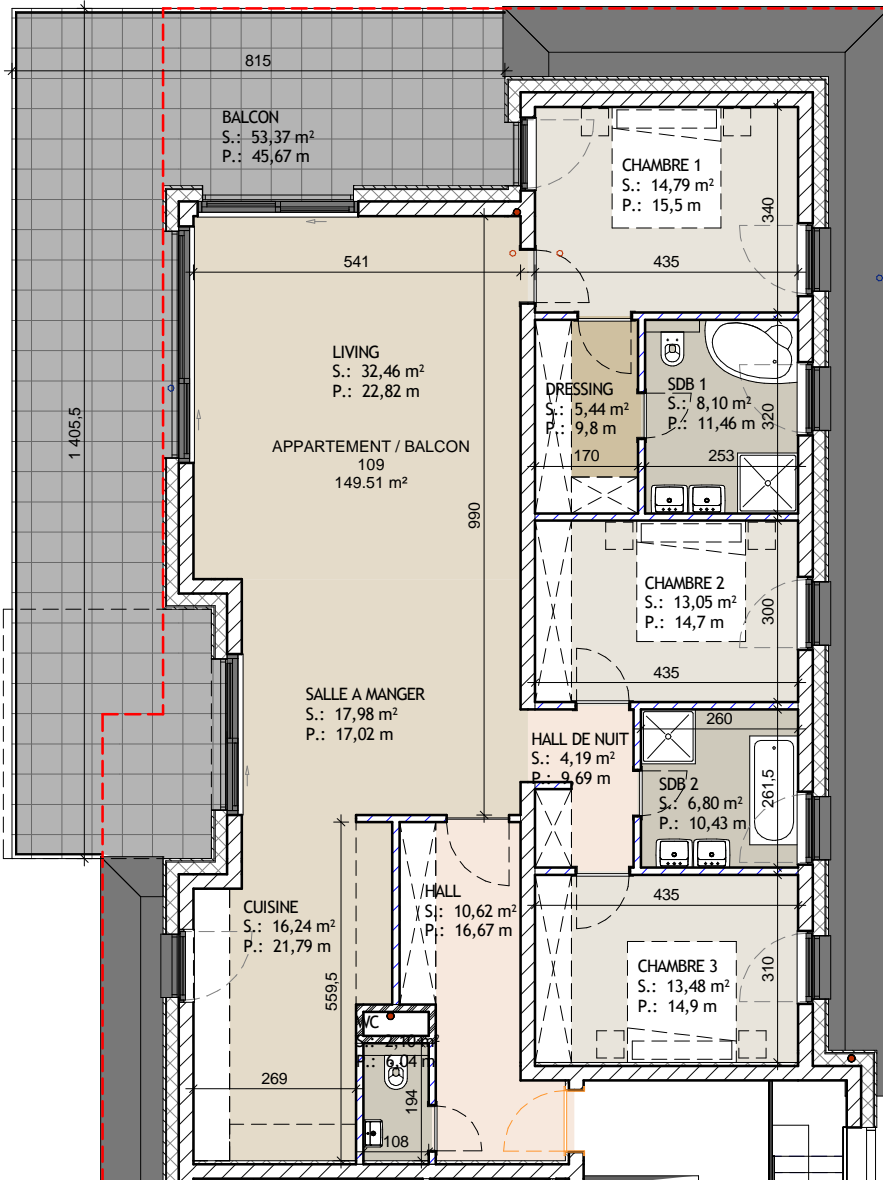 815
BALCON
S.: 53,37 m²
P.: 45,67 m
CHAMBRE 1
S.: 14,79 m²
P.: 15,5 m
340
541
435
LIVING
S.: 32,46 m²
P.: 22,82 m
DRESSING
S.: 5,44 m²
P.: 9,8 m
SDB 1
S.: 8,10 m²
P.: 11,46 m
320
1 405,5
APPARTEMENT / BALCON
109
149.51 m²
170
253
990
CHAMBRE 2
S.: 13,05 m²
P.: 14,7 m
300
435
SALLE A MANGER
S.: 17,98 m²
P.: 17,02 m
260
HALL DE NUIT
S.: 4,19 m²
P.: 9,69 m
SDB 2
S.: 6,80 m²
P.: 10,43 m
261,5
HALL
S.: 10,62 m²
P.: 16,67 m
435
CUISINE
S.: 16,24 m²
P.: 21,79 m
559,5
CHAMBRE 3
S.: 13,48 m²
P.: 14,9 m
310
WC
P.: 6,04 m
269
194
108